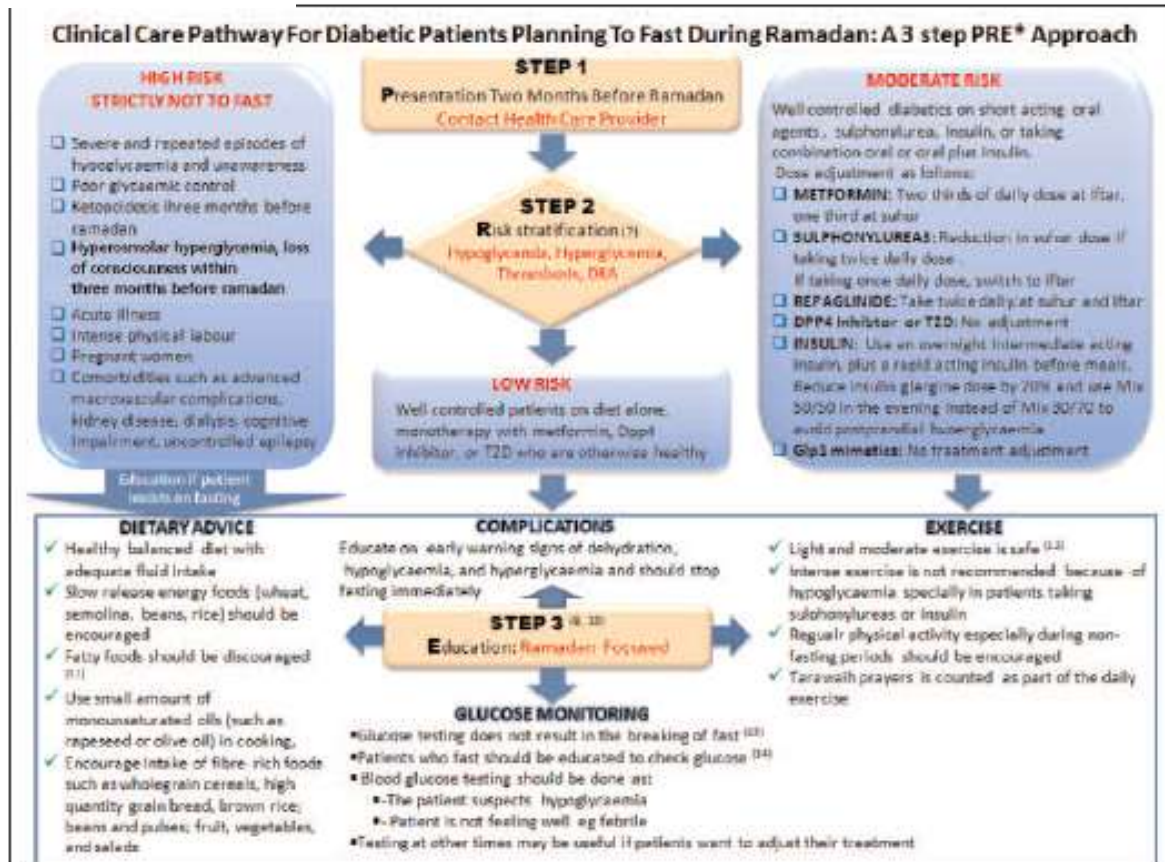 Clinical Care Pathway For Diabetic Patients Planning To Fast During Ramadan: A 3 step PRE* Approach
STEP 1
Presentation Two Months Before Ramadan
Contact Health Care Provider
HIGH RISK
STRICTLY NOT TO FAST
Severe and repeated episodes of
hypoglycaemia and unawareness
Poor glycaemic control
Ketoacidosis three months before
ramadan
Hyperosmolar hyperglycemia, loss
of consciousness within
three months before ramadan
Acute illness
Intense physical labour
Pregnant women
Comorbidities such as advanced
macrovascular complications,
kidney disease, dialysis, cognitive
impairment, uncontrolled epilepsy
Education if patient
insists on fasting
STEP 2
Risk stratification (7)
Hypoglycemia, Hyperglycemia,
Thrombosis, DKA
LOW RISK
Well controlled patients on diet alone,
monotherapy with metformin, Dpp4
Inhibitor, or TZD who are otherwise healthy
MODERATE RISK
Well controlled diabetics on short acting oral
agents, sulphonalurea, Insulin, or taking
combination oral or oral plus insulin.
Dose adjustment as follows:
METFORMIN: Two thirds of daily dose at iftar,
one third at suhur
SULPHONYLUREAS: Reduction in suhur dose if
taking twice daily dose.
If taking once daily dose, switch to iftar
REPAGLINIDE: Take twice daily at suhur and iftar
DPP4 Inhibitor or TZD: No adjustment
INSULIN: Use an overnight intermediate acting
insulin, plus a rapid acting insulin before meals.
Reduce insulin glargine dose by 20% and use Mix
50/50 in the evening instead of Mix 30/70 to
avoid postprandial hyperglycaemia
Glp1 mimetics: No treatment adjustment
DIETARY ADVICE
✓ Healthy balanced diet with
adequate fluid intake
✓ Slow release energy foods (wheat,
semolina, beans, rice) should be
encouraged
✓ Fatty foods should be discouraged
✓ Use small amount of
monounsaturated oils (such as
rapeseed or olive oil) in cooking,
✓ Encourage intake of fibre-rich foods
such as wholegrain cereals, high
quantity grain bread, brown rice;
beans and pulses; fruit, vegetables,
and salads
COMPLICATIONS
Educate on early warning signs of dehydration,
hypoglycaemia, and hyperglycaemia and should stop
fasting immediately
STEP 3
Education: Ramadan Focused
GLUCOSE MONITORING
▪Glucose testing does not result in the breaking of fast
▪Patients who fast should be educated to check glucose
▪Blood glucose testing should be done as:
▪-The patient suspects hypoglycaemia
▪- Patient is not feeling well eg febrile
▪Testing at other times may be useful if patients want to adjust their treatment
EXERCISE
✓ Light and moderate exercise is safe
✓ Intense exercise is not recommended because of
hypoglycaemia specially in patients taking
sulphonylureas or insulin
✓ Regualr physical activity especially during non-
fasting periods should be encouraged
✓ Tarawaih prayers is counted as part of the daily
exercise